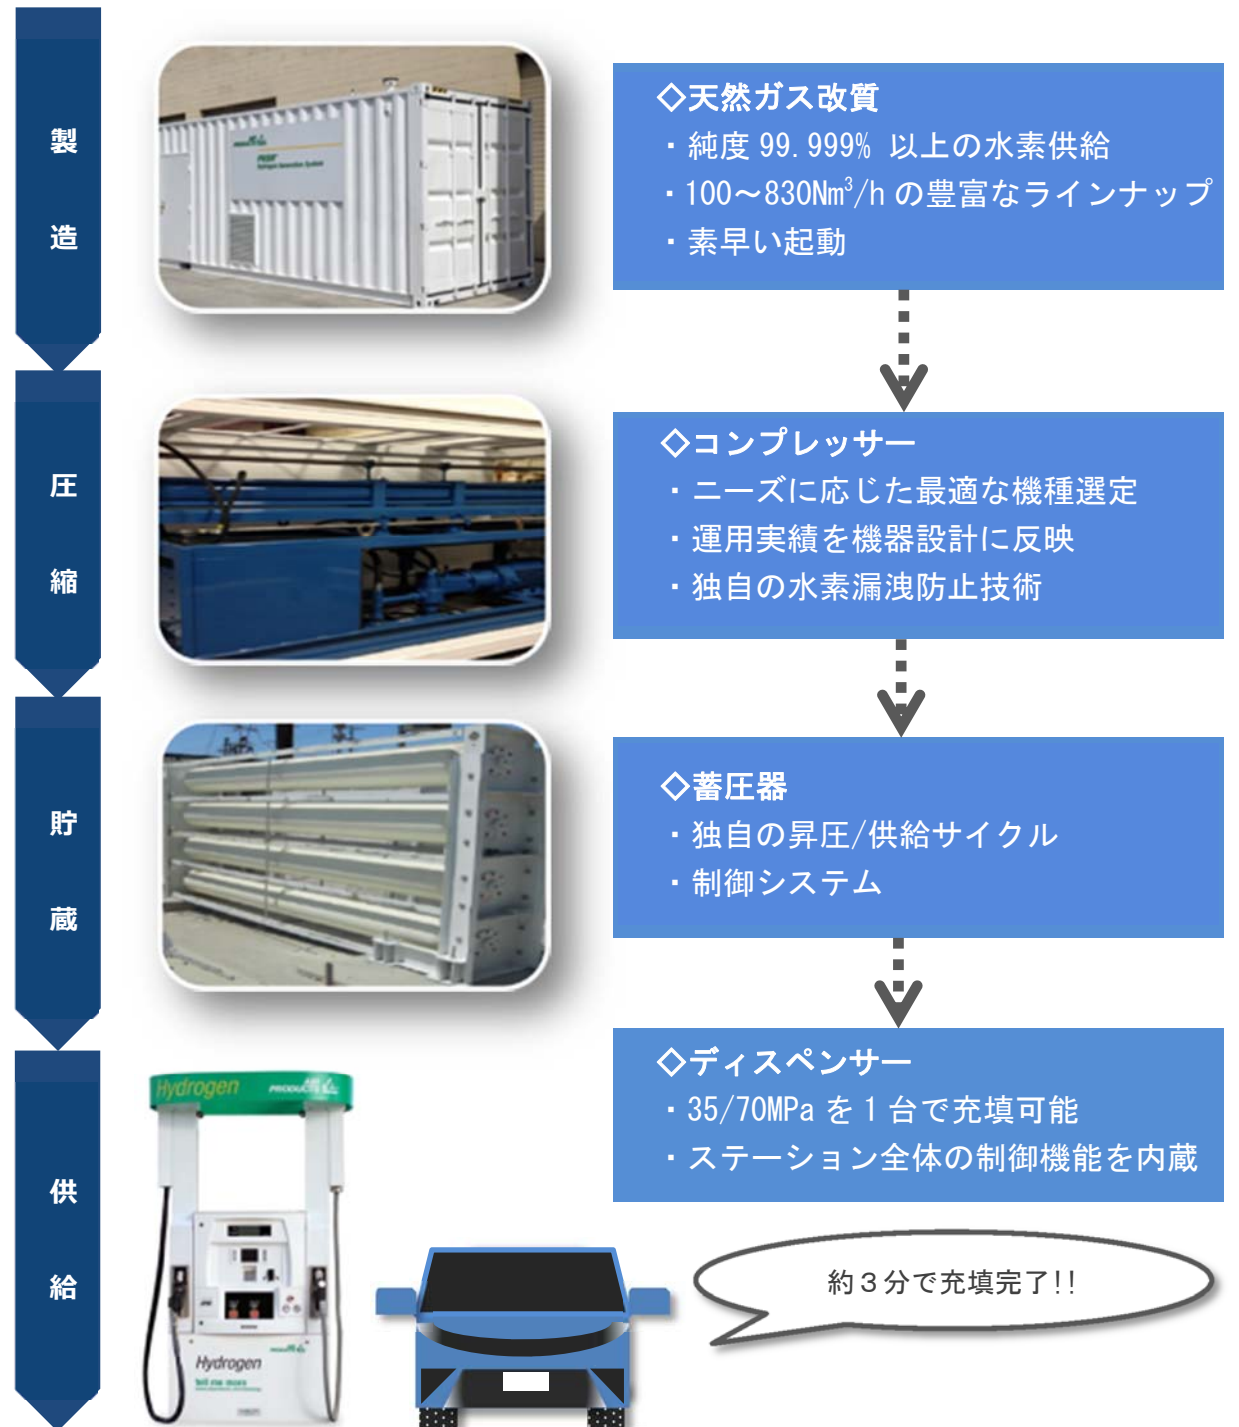 製造
◇天然ガス改質
・純度 99.999% 以上の水素供給
・100～830Nm³/h の豊富なラインナップ
・素早い起動
圧縮
◇コンプレッサー
・ニーズに応じた最適な機種選定
・運用実績を機器設計に反映
・独自の水素漏洩防止技術
貯蔵
◇蓄圧器
・独自の昇圧/供給サイクル
・制御システム
供給
◇ディスペンサー
・35/70MPa を 1 台で充填可能
・ステーション全体の制御機能を内蔵
Hydrogen
PRODUCTS
Hydrogen
tell me more
約３分で充填完了!!